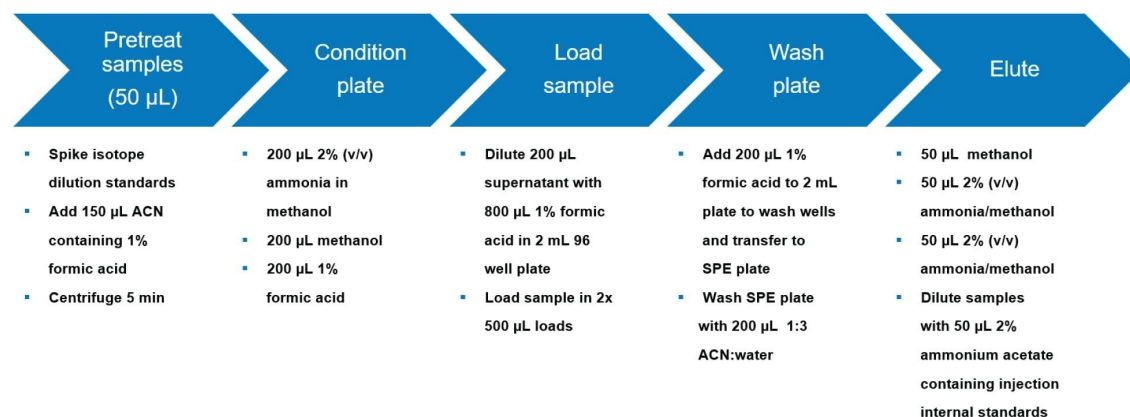 Pretreat
samples
(50 µL)
Condition
plate
Load
sample
Wash
plate
Elute
▪ Spike isotope
dilution standards
▪ Add 150 µL ACN
containing 1%
formic acid
▪ Centrifuge 5 min
▪ 200 µL 2% (v/v)
ammonia in
methanol
▪ 200 µL methanol
▪ 200 µL 1%
formic acid
▪ Dilute 200 µL
supernatant with
800 µL 1% formic
acid in 2 mL 96
well plate
▪ Load sample in 2x
500 µL loads
▪ Add 200 µL 1%
formic acid to 2 mL
plate to wash wells
and transfer to
SPE plate
▪ Wash SPE plate
with 200 µL 1:3
ACN:water
▪ 50 µL methanol
▪ 50 µL 2% (v/v)
ammonia/methanol
▪ 50 µL 2% (v/v)
ammonia/methanol
▪ Dilute samples
with 50 µL 2%
ammonium acetate
containing injection
internal standards